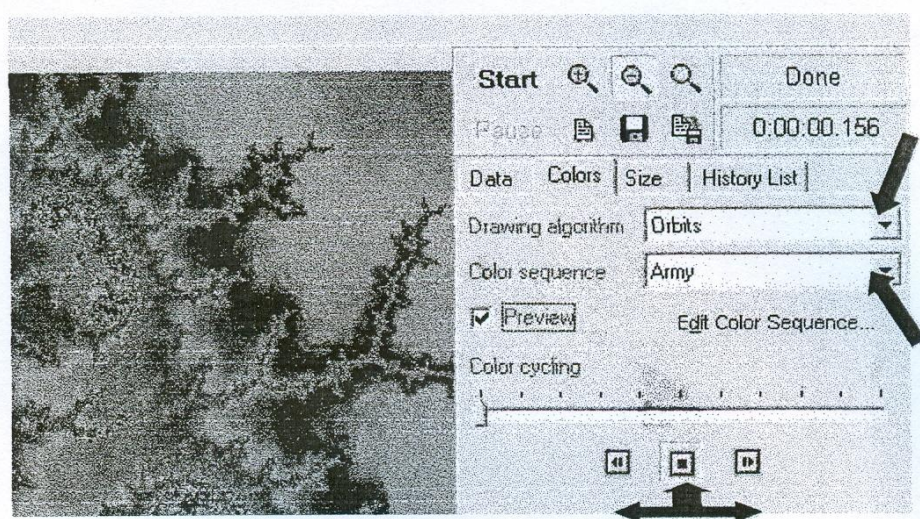 Start
Done
Pause
0:00:00.156
Data Colors Size History List
Drawing algorithm Orbits
Color sequence Army
Preview Edit Color Sequence...
Color cycling